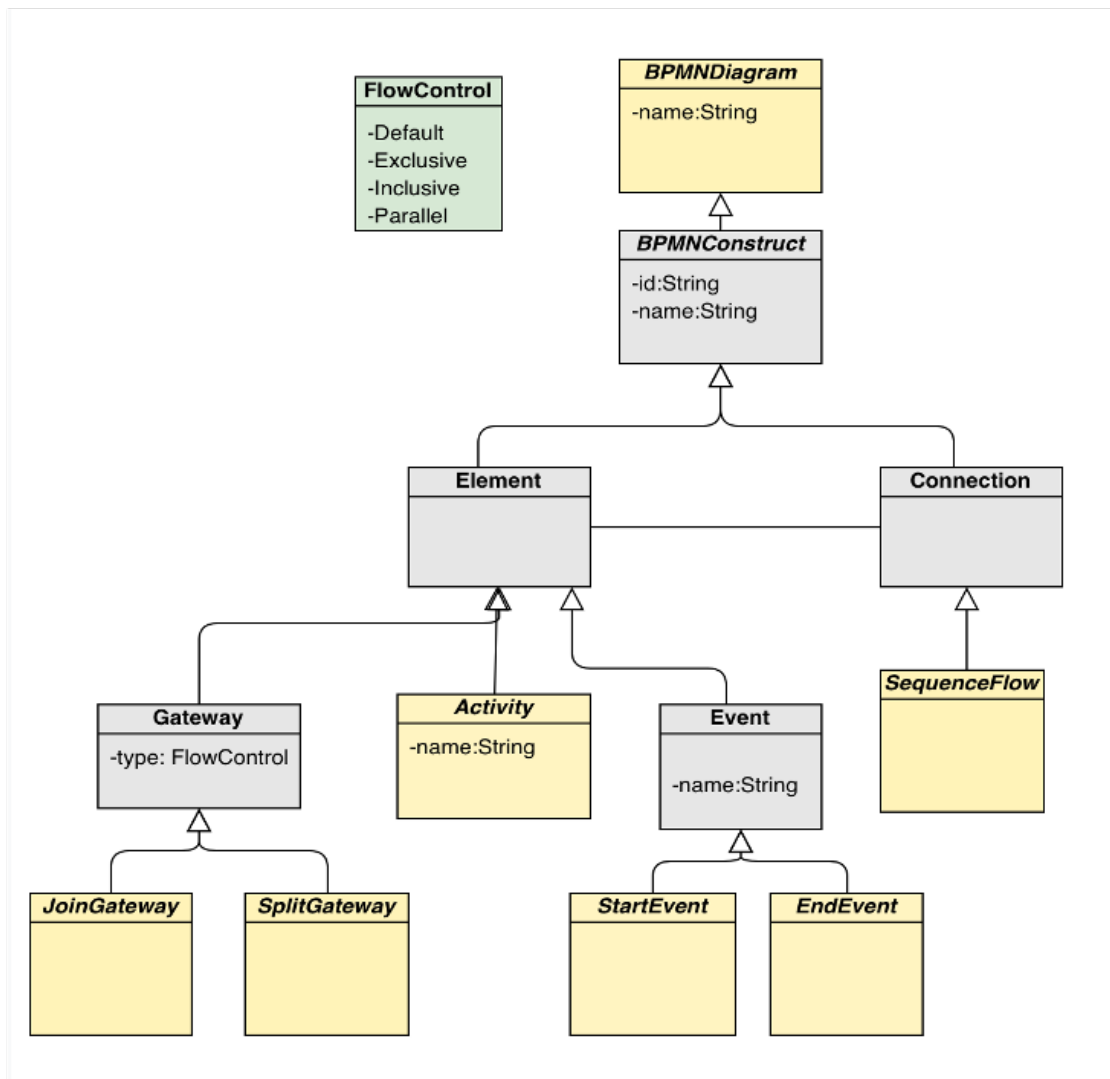 FlowControl
-Default
-Exclusive
-Inclusive
-Parallel
BPMNDiagram
-name:String
BPMNConstruct
-id:String
-name:String
Element
Connection
Gateway
-type: FlowControl
Activity
-name:String
Event
-name:String
SequenceFlow
JoinGateway
SplitGateway
StartEvent
EndEvent